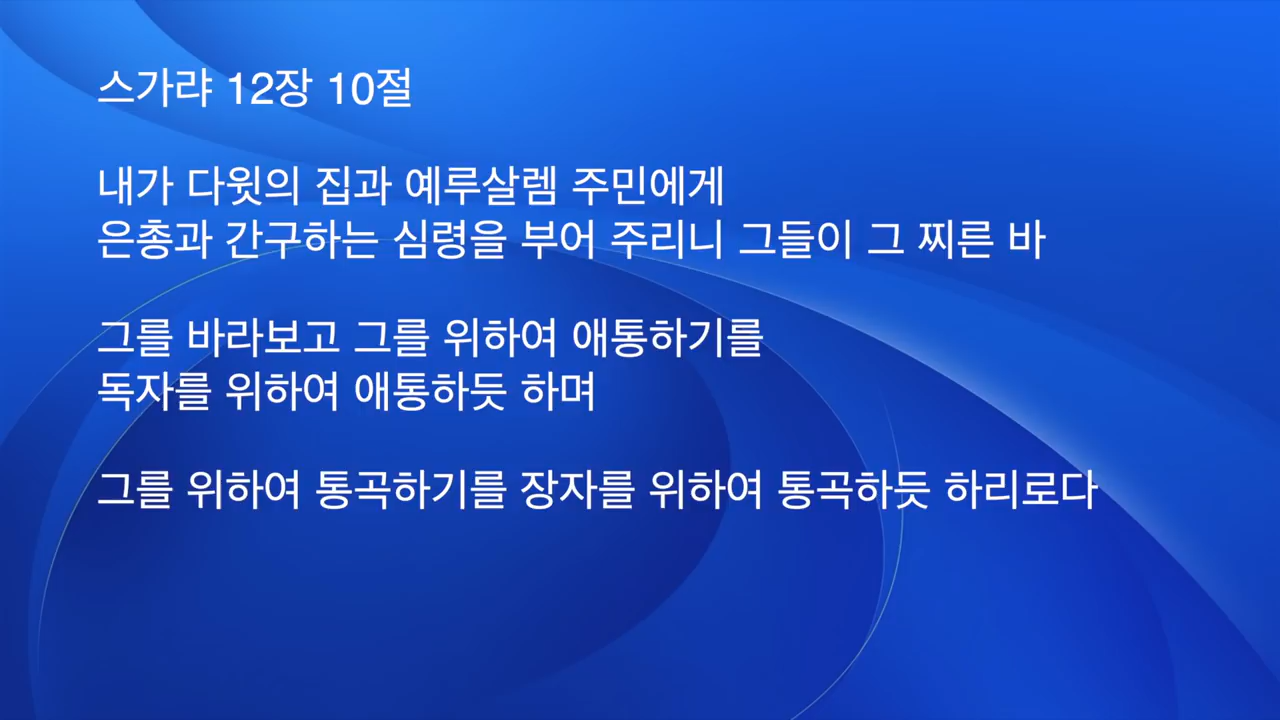 스가랴 12장 10절
내가 다윗의 집과 예루살렘 주민에게
은총과 간구하는 심령을 부어 주리니 그들이 그 찌른 바
그를 바라보고 그를 위하여 애통하기를
독자를 위하여 애통하듯 하며
그를 위하여 통곡하기를 장자를 위하여 통곡하듯 하리로다